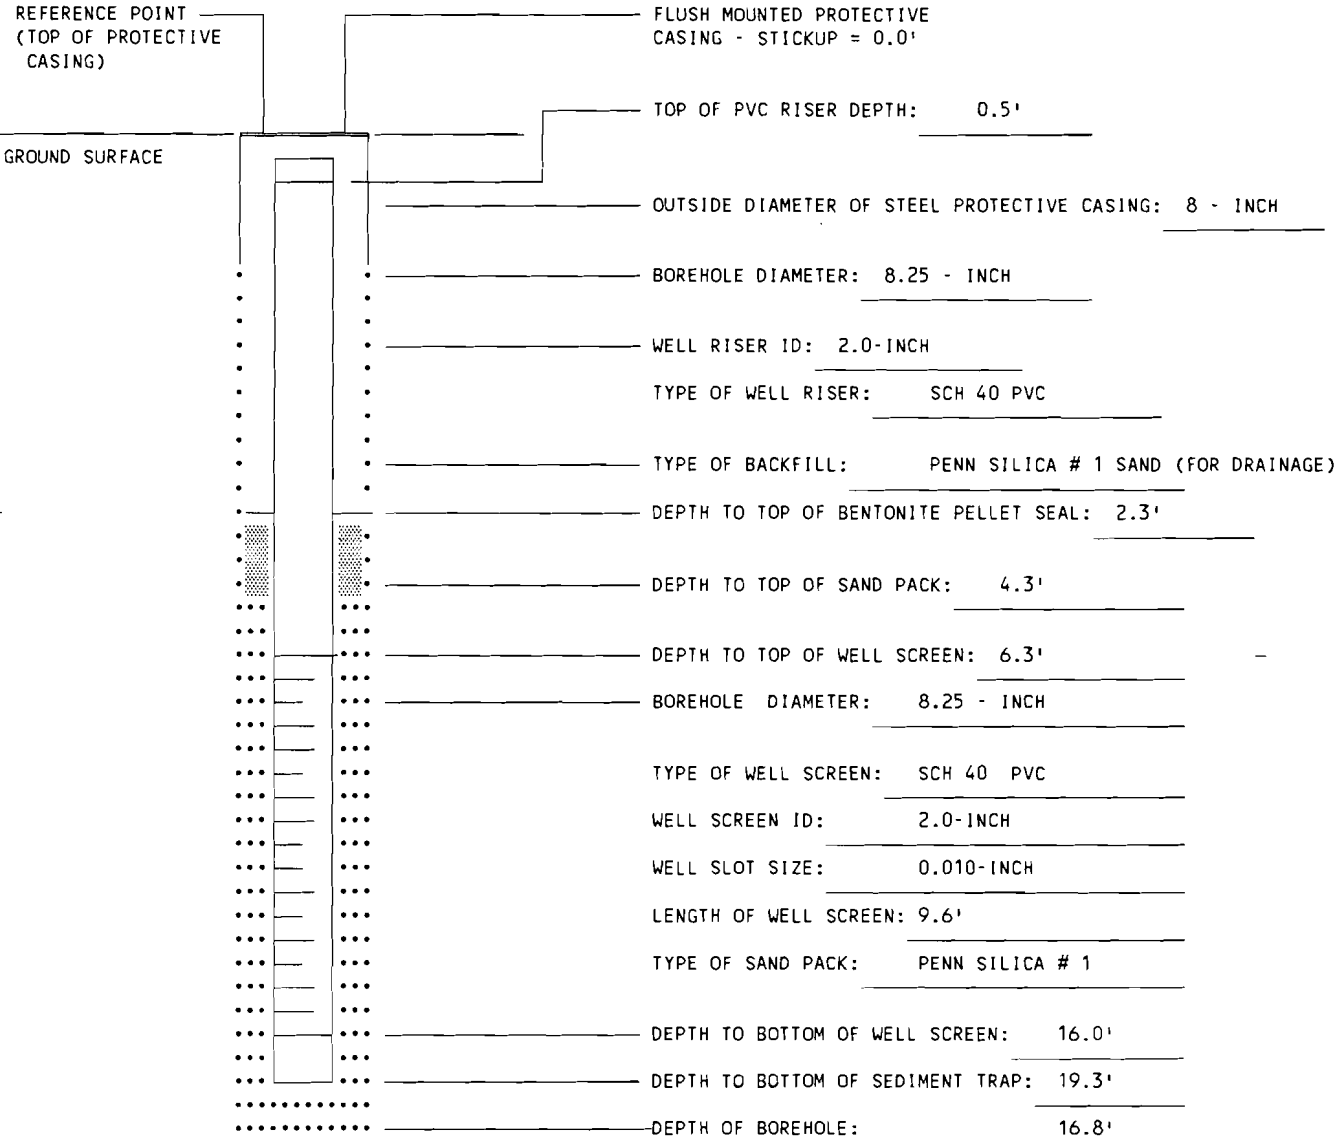 REFERENCE POINT
(TOP OF PROTECTIVE
CASING)
FLUSH MOUNTED PROTECTIVE
CASING - STICKUP = 0.0'
TOP OF PVC RISER DEPTH: 0.5'
GROUND SURFACE
OUTSIDE DIAMETER OF STEEL PROTECTIVE CASING: 8 - INCH
BOREHOLE DIAMETER: 8.25 - INCH
WELL RISER ID: 2.0-INCH
TYPE OF WELL RISER: SCH 40 PVC
TYPE OF BACKFILL: PENN SILICA # 1 SAND (FOR DRAINAGE)
DEPTH TO TOP OF BENTONITE PELLET SEAL: 2.3'
DEPTH TO TOP OF SAND PACK: 4.3'
DEPTH TO TOP OF WELL SCREEN: 6.3'
BOREHOLE DIAMETER: 8.25 - INCH
TYPE OF WELL SCREEN: SCH 40 PVC
WELL SCREEN ID: 2.0-INCH
WELL SLOT SIZE: 0.010-INCH
LENGTH OF WELL SCREEN: 9.6'
TYPE OF SAND PACK: PENN SILICA # 1
DEPTH TO BOTTOM OF WELL SCREEN: 16.0'
DEPTH TO BOTTOM OF SEDIMENT TRAP: 19.3'
DEPTH OF BOREHOLE: 16.8'